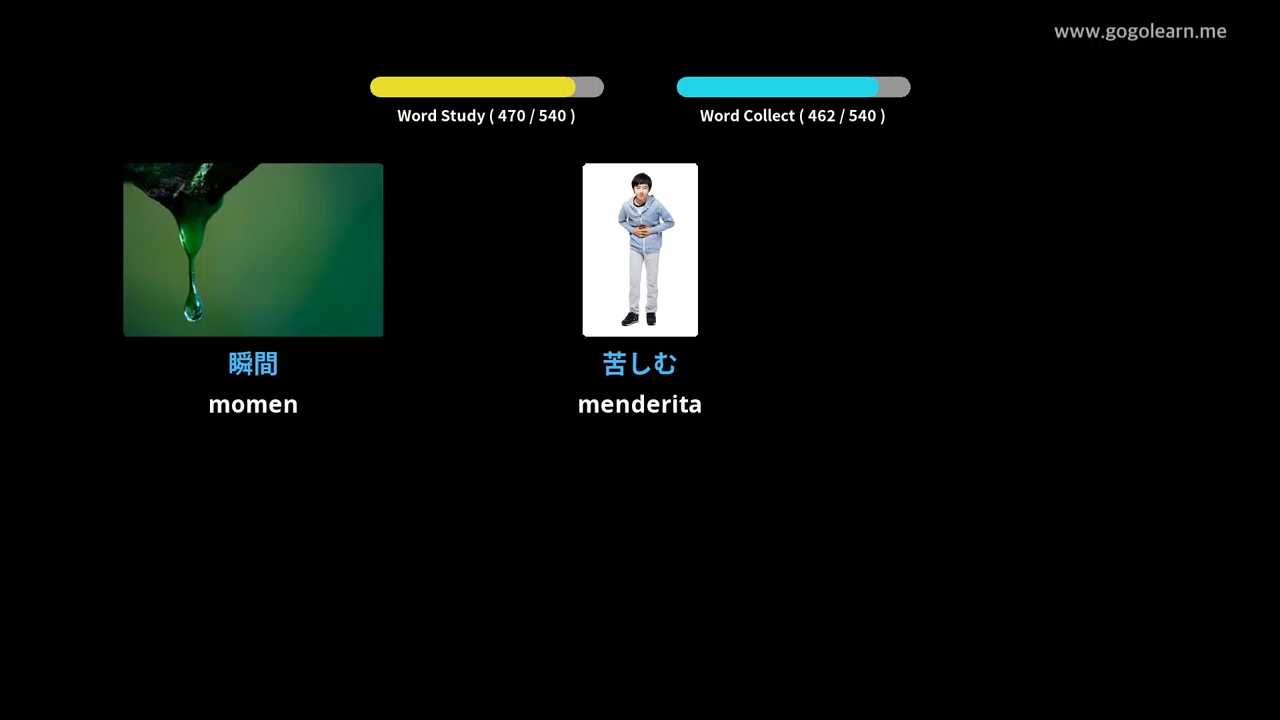 www.gogolearn.me
Word Study ( 470 / 540 )
Word Collect ( 462 / 540 )
瞬間
momen
苦しむ
menderita